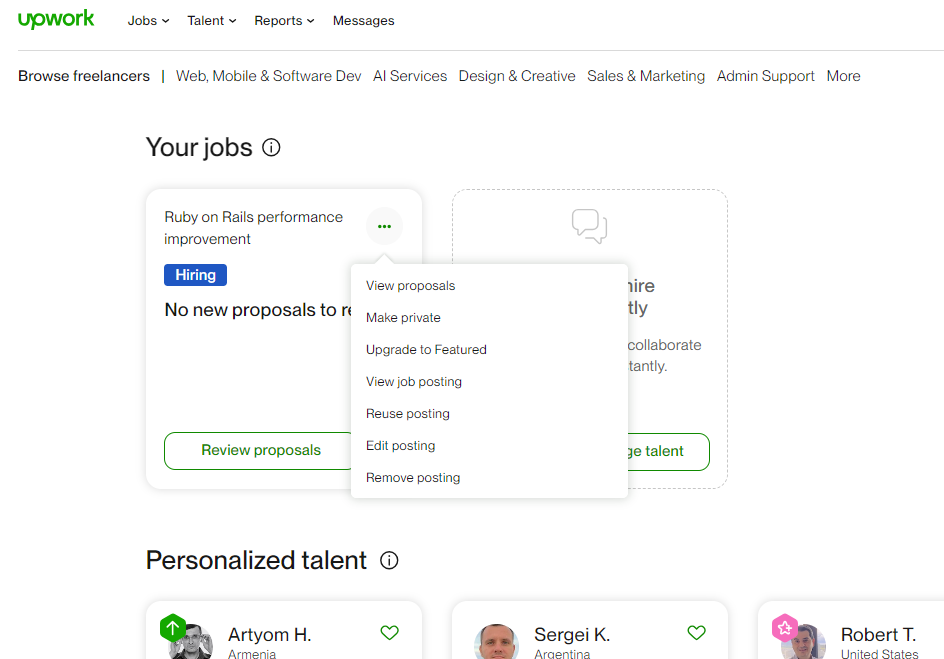 upwork Jobs Talent Reports Messages
Browse freelancers | Web, Mobile & Software Dev AI Services Design & Creative Sales & Marketing Admin Support More
Your jobs
Ruby on Rails performance
improvement
Hiring
No new proposals to re
View proposals
Make private
Upgrade to Featured
View job posting
Reuse posting
Edit posting
Remove posting
Review proposals
hire
tly
collaborate
tantly.
ge talent
Personalized talent
Artyom H.
Armenia
Sergei K.
Argentina
Robert T.
United States